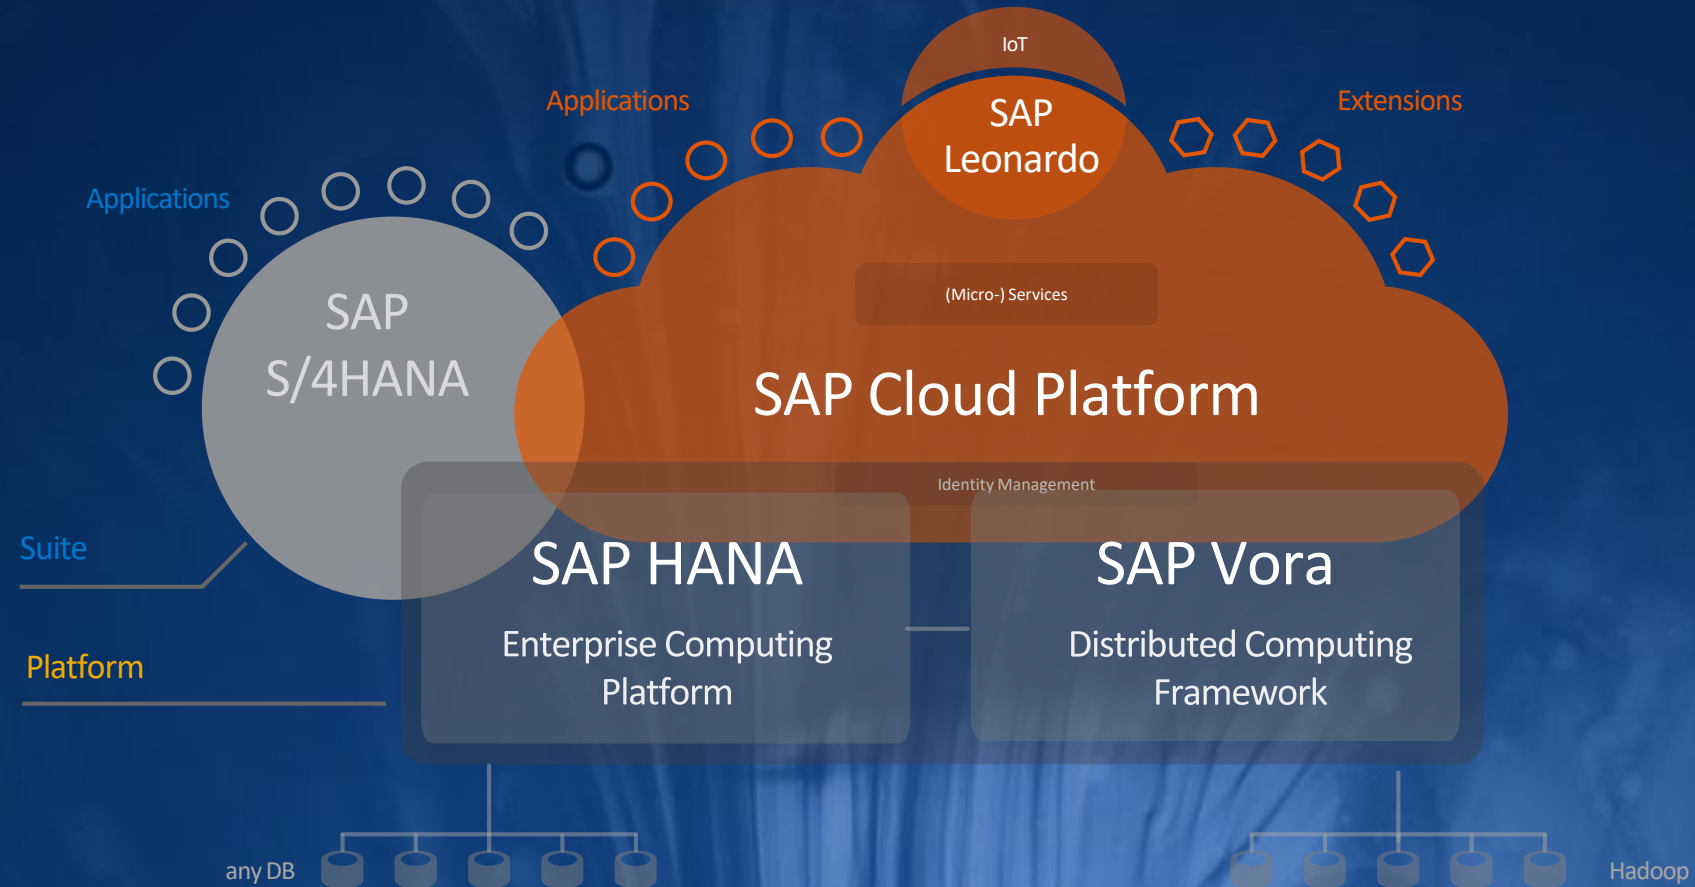 IoT
SAP
Leonardo
Applications
Extensions
Applications
SAP
S/4HANA
(Micro-) Services
SAP Cloud Platform
Identity Management
Suite
SAP HANA
Enterprise Computing
Platform
SAP Vora
Distributed Computing
Framework
Platform
any DB
Hadoop